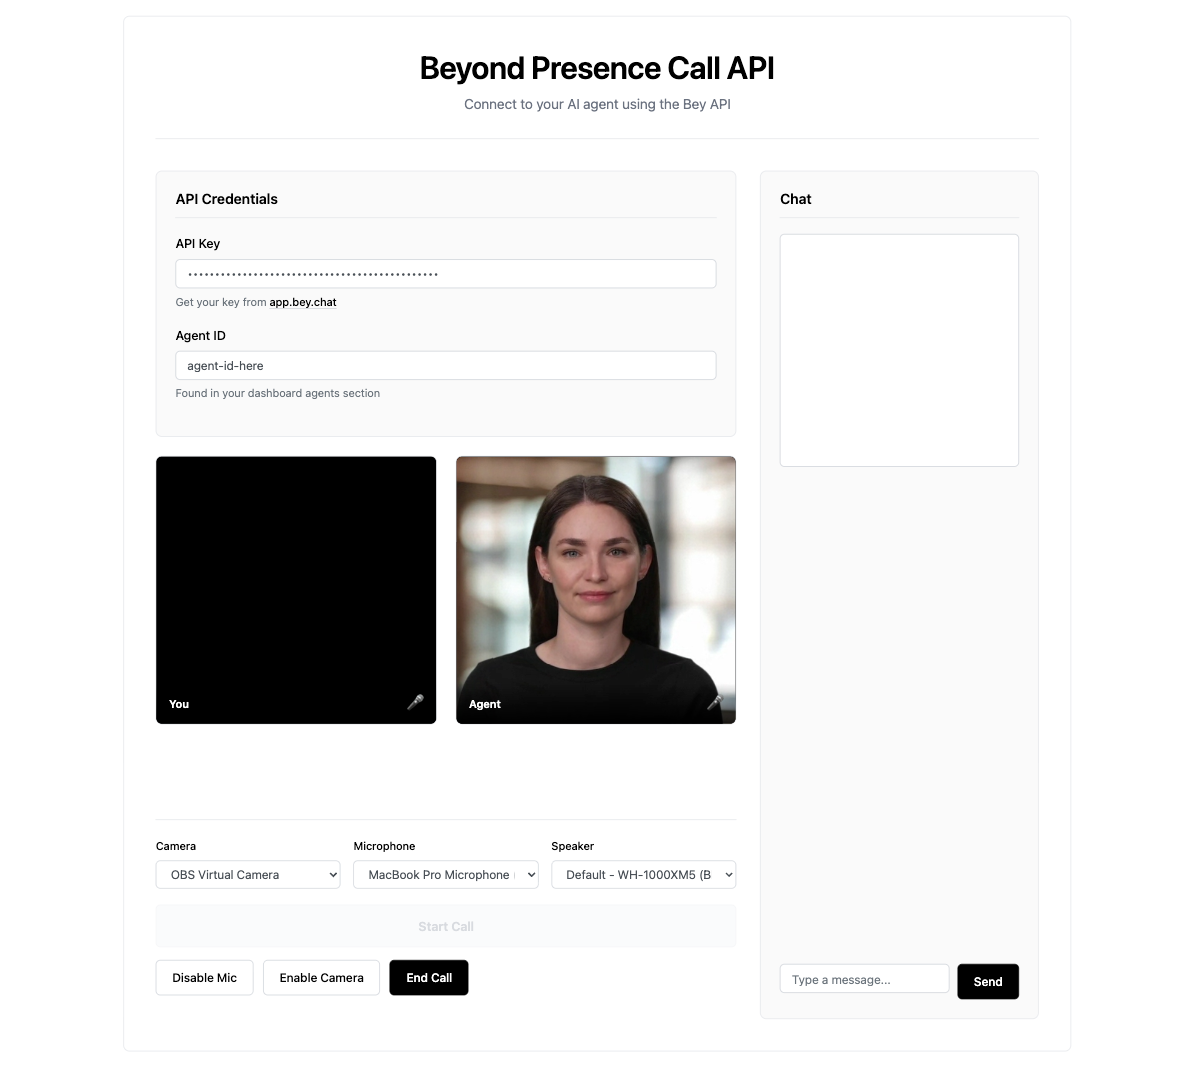 Beyond Presence Call API
Connect to your AI agent using the Bey API
API Credentials
API Key
Get your key from app.bey.chat
Agent ID
agent-id-here
Found in your dashboard agents section
You
Agent
Camera
Microphone
Speaker
OBS Virtual Camera
MacBook Pro Microphone
Default - WH-1000XM5 (B
Start Call
Disable Mic
Enable Camera
End Call
Chat
Type a message...
Send